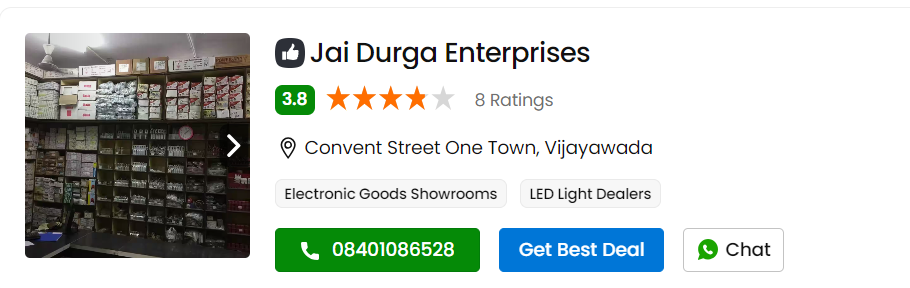 Jai Durga Enterprises
3.8 8 Ratings
Convent Street One Town, Vijayawada
Electronic Goods Showrooms LED Light Dealers
08401086528 Get Best Deal Chat